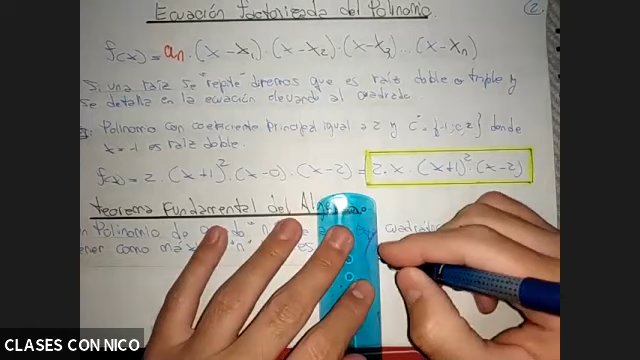 Ecuación factorizada del Polinomio. 2.
f(x) = an · (x - x1) · (x - x2) · (x - x3) ... (x - xn)
Si una raíz se "repite" diremos que es raíz doble o triple y
se detalla en la ecuación elevando al cuadrado
Polinomio con coeficiente principal igual a 2 y C° = {-1; 0; 2} donde
x = -1 es raíz doble.
f(x) = 2 · (x+1)² · (x-0) · (x-2) = 2 · x · (x+1)² · (x-2)
Teorema Fundamental del
Polinomio de
como
CLASES CON NICO